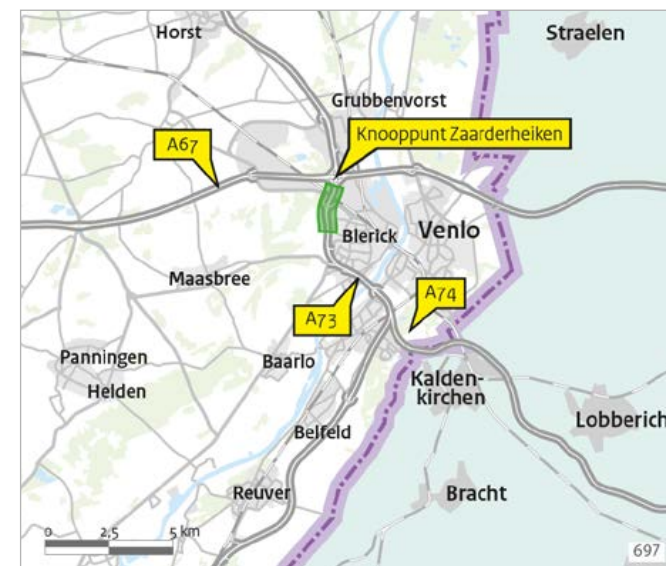 Horst
Straelen
Grubbenvorst
A67
Knooppunt Zaarderheiken
Blerick
Venlo
Maasbree
A73
A74
Panningen
Helden
Baarlo
Kalden-
kirchen
Lobberich
Belfeld
Reuver
Bracht
0 2,5 5 km
697